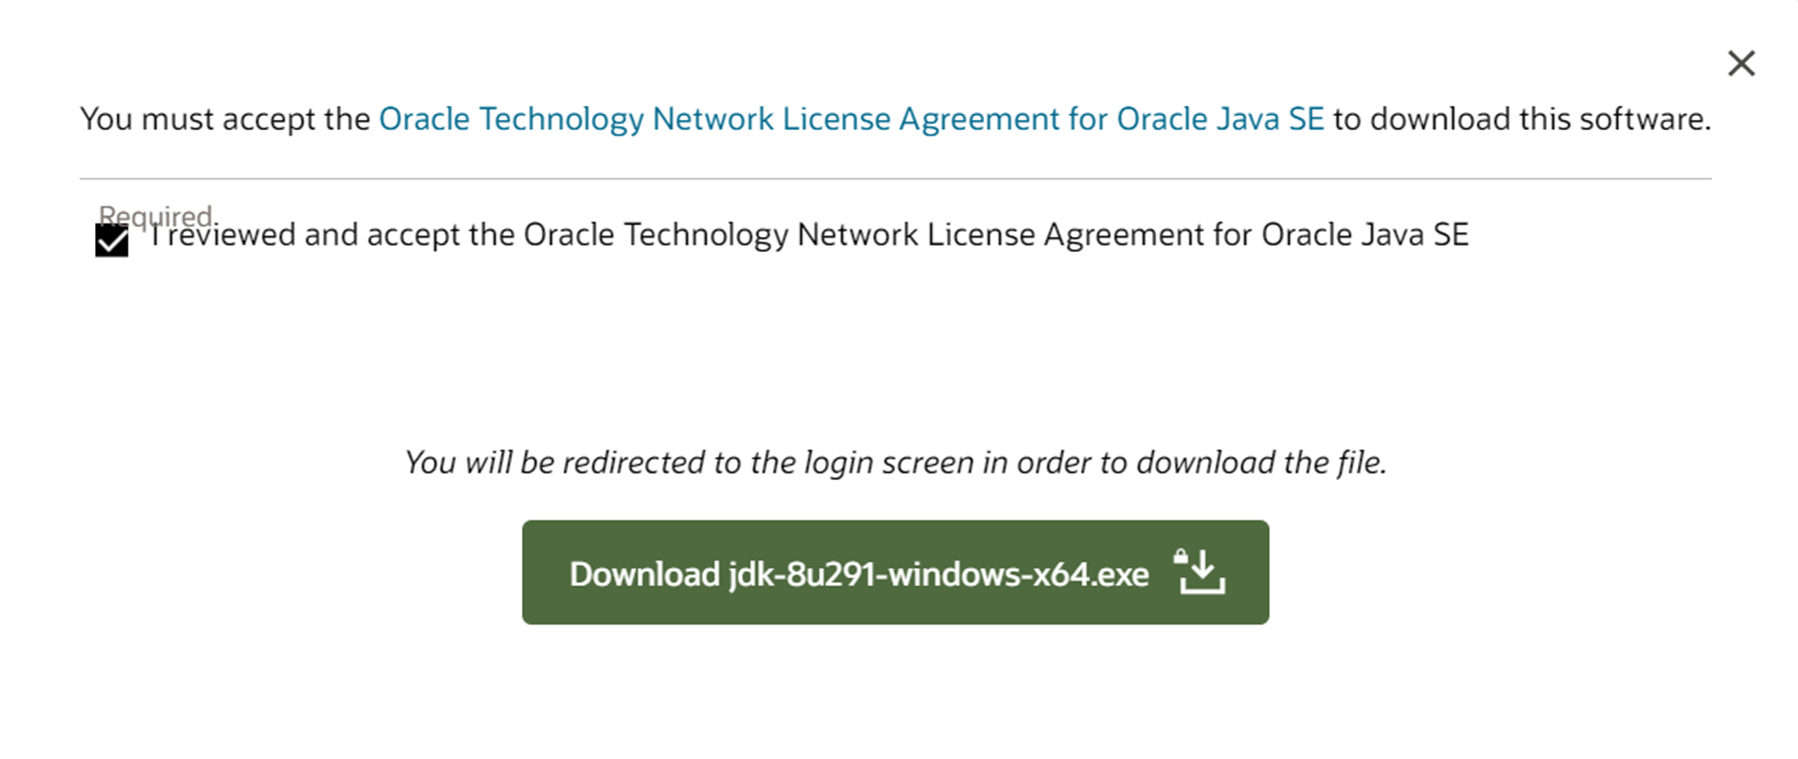 You must accept the Oracle Technology Network License Agreement for Oracle Java SE to download this software.
Required.
I reviewed and accept the Oracle Technology Network License Agreement for Oracle Java SE
You will be redirected to the login screen in order to download the file.
Download jdk-8u291-windows-x64.exe